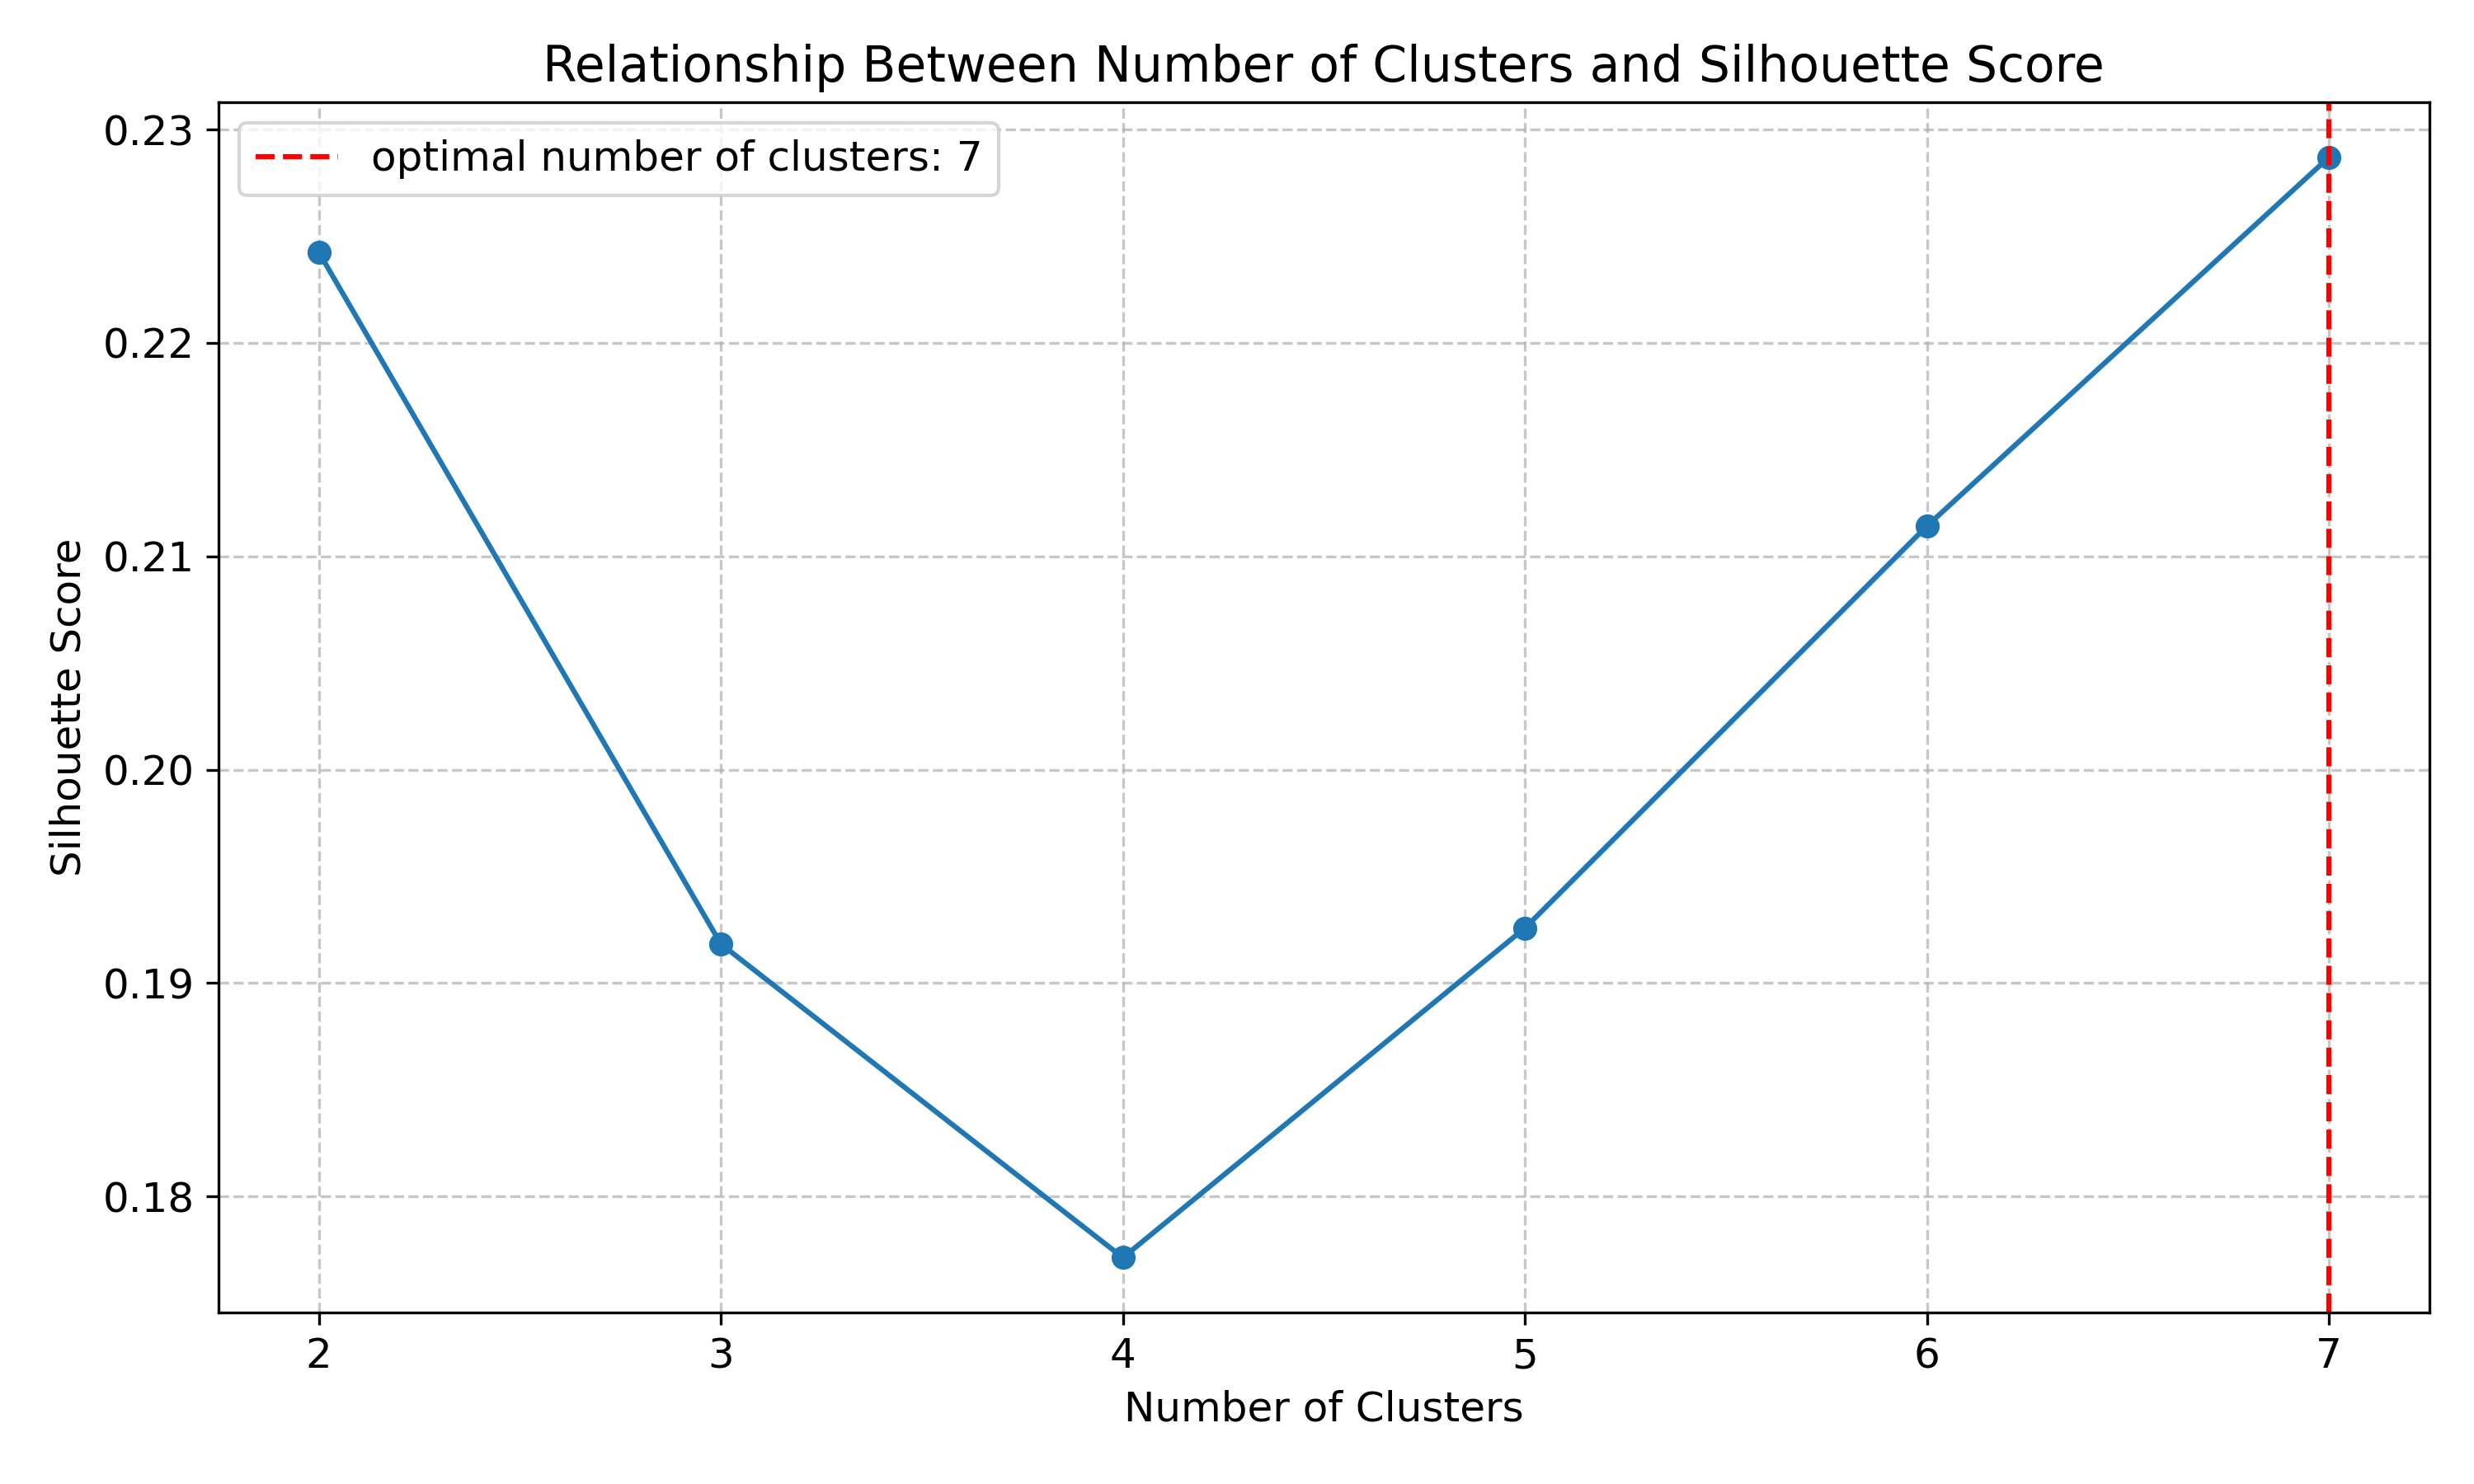 Relationship Between Number of Clusters and Silhouette Score
optimal number of clusters: 7
Silhouette Score
0.23
0.22
0.21
0.20
0.19
0.18
2 3 4 5 6 7
Number of Clusters